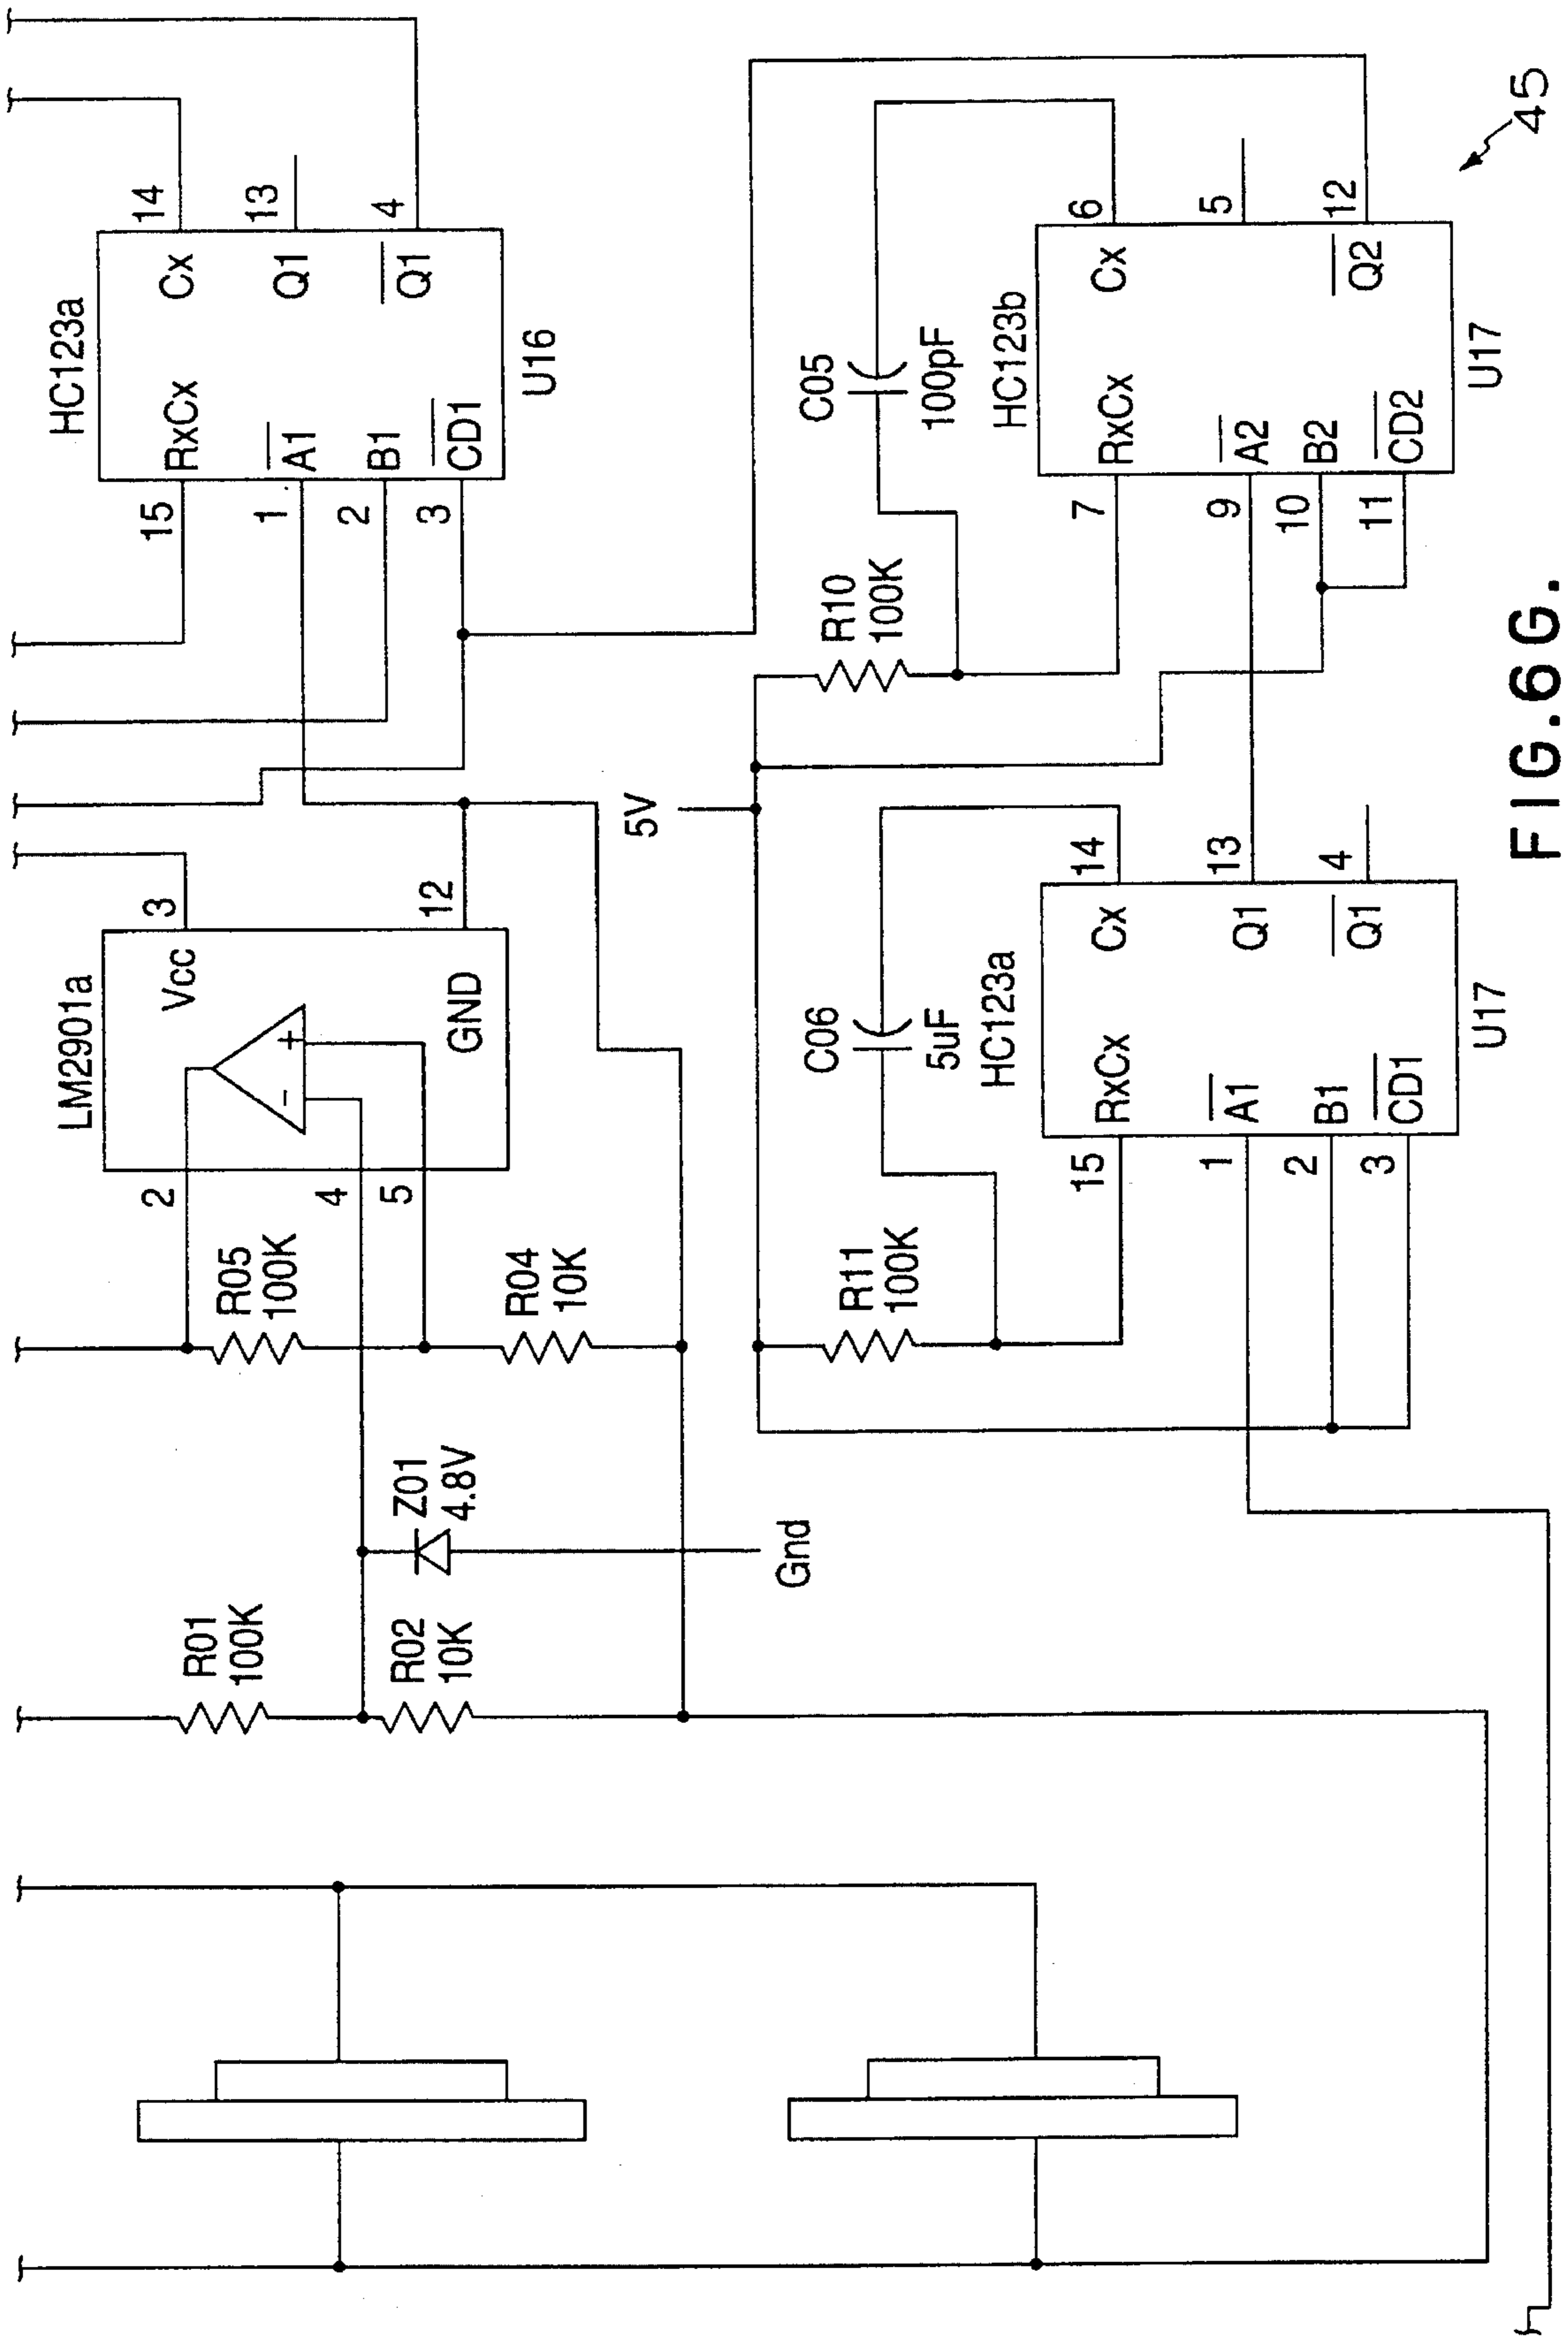 R01
100K
R02
10K
Z01
4.8V
Gnd
R05
100K
R04
10K
LM2901a
Vcc
GND
-
+
2
4
5
3
12
HC123a
RxCx
A1
B1
CD1
Cx
Q1
Q1
15
1
2
3
14
13
4
U16
5V
R11
100K
C06
5uF
HC123a
RxCx
A1
B1
CD1
Cx
Q1
Q1
15
1
2
3
14
13
4
U17
R10
100K
C05
100pF
HC123b
RxCx
A2
B2
CD2
Cx
Q2
7
9
10
11
6
5
12
U17
45
FIG.6G.